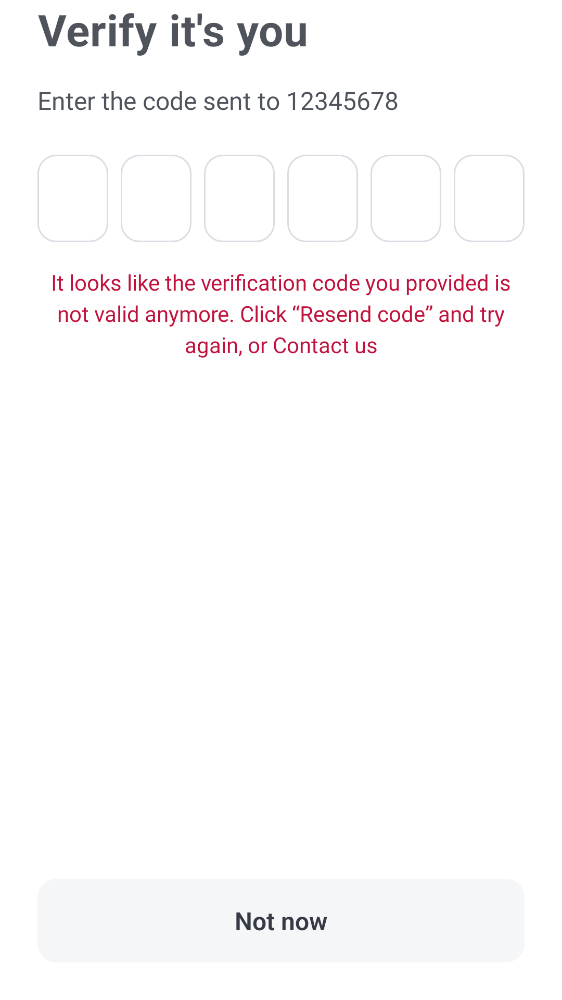 Verify it's you
Enter the code sent to 12345678
It looks like the verification code you provided is
not valid anymore. Click “Resend code” and try
again, or Contact us
Not now